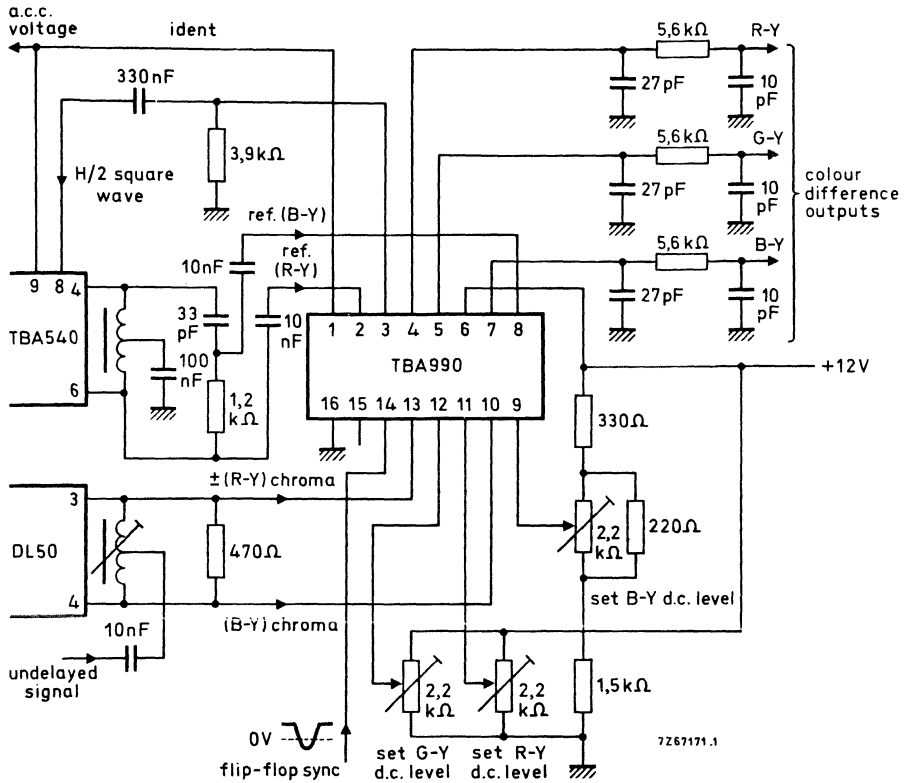 a.c.c.
voltage
ident
330nF
3,9kΩ
H/2 square
wave
ref. (B-Y)
ref.
(R-Y)
10nF
10
nF
5,6kΩ
R-Y
27pF
10
pF
5,6kΩ
G-Y
27pF
10
pF
5,6kΩ
B-Y
27pF
10
pF
colour
difference
outputs
9 8 4
TBA540
6
33
pF
100
nF
1,2
kΩ
1 2 3 4 5 6 7 8
TBA990
16 15 14 13 12 11 10 9
+12V
330Ω
±(R-Y) chroma
3
DL50
4
470Ω
(B-Y) chroma
10nF
undelayed
signal
2,2
kΩ
220Ω
set B-Y d.c. level
2,2
kΩ
2,2
kΩ
1,5kΩ
0V
flip-flop sync
set G-Y
d.c. level
set R-Y
d.c. level
7Z67171.1